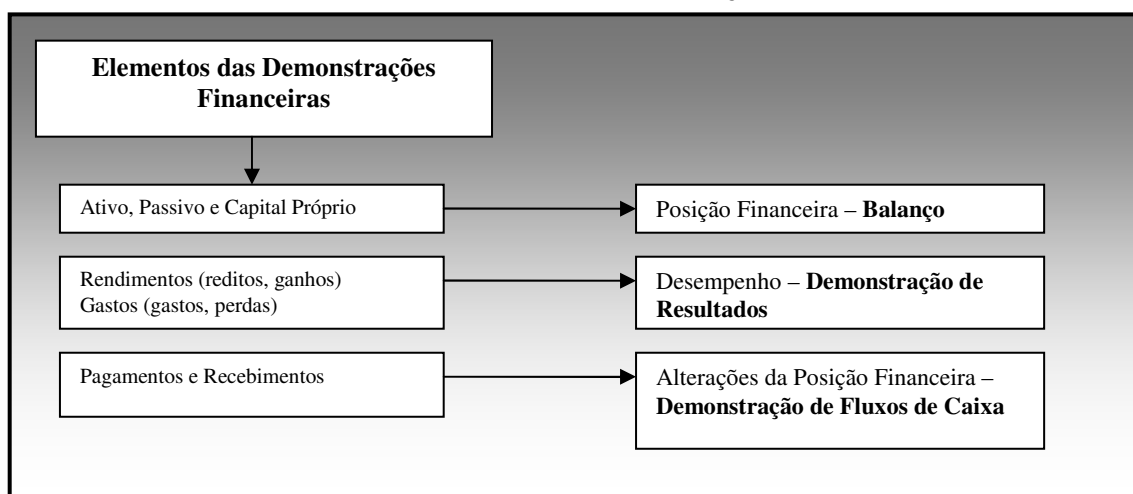 Elementos das Demonstrações
Financeiras
Ativo, Passivo e Capital Próprio
Posição Financeira – Balanço
Rendimentos (reditos, ganhos)
Gastos (gastos, perdas)
Desempenho – Demonstração de
Resultados
Pagamentos e Recebimentos
Alterações da Posição Financeira –
Demonstração de Fluxos de Caixa